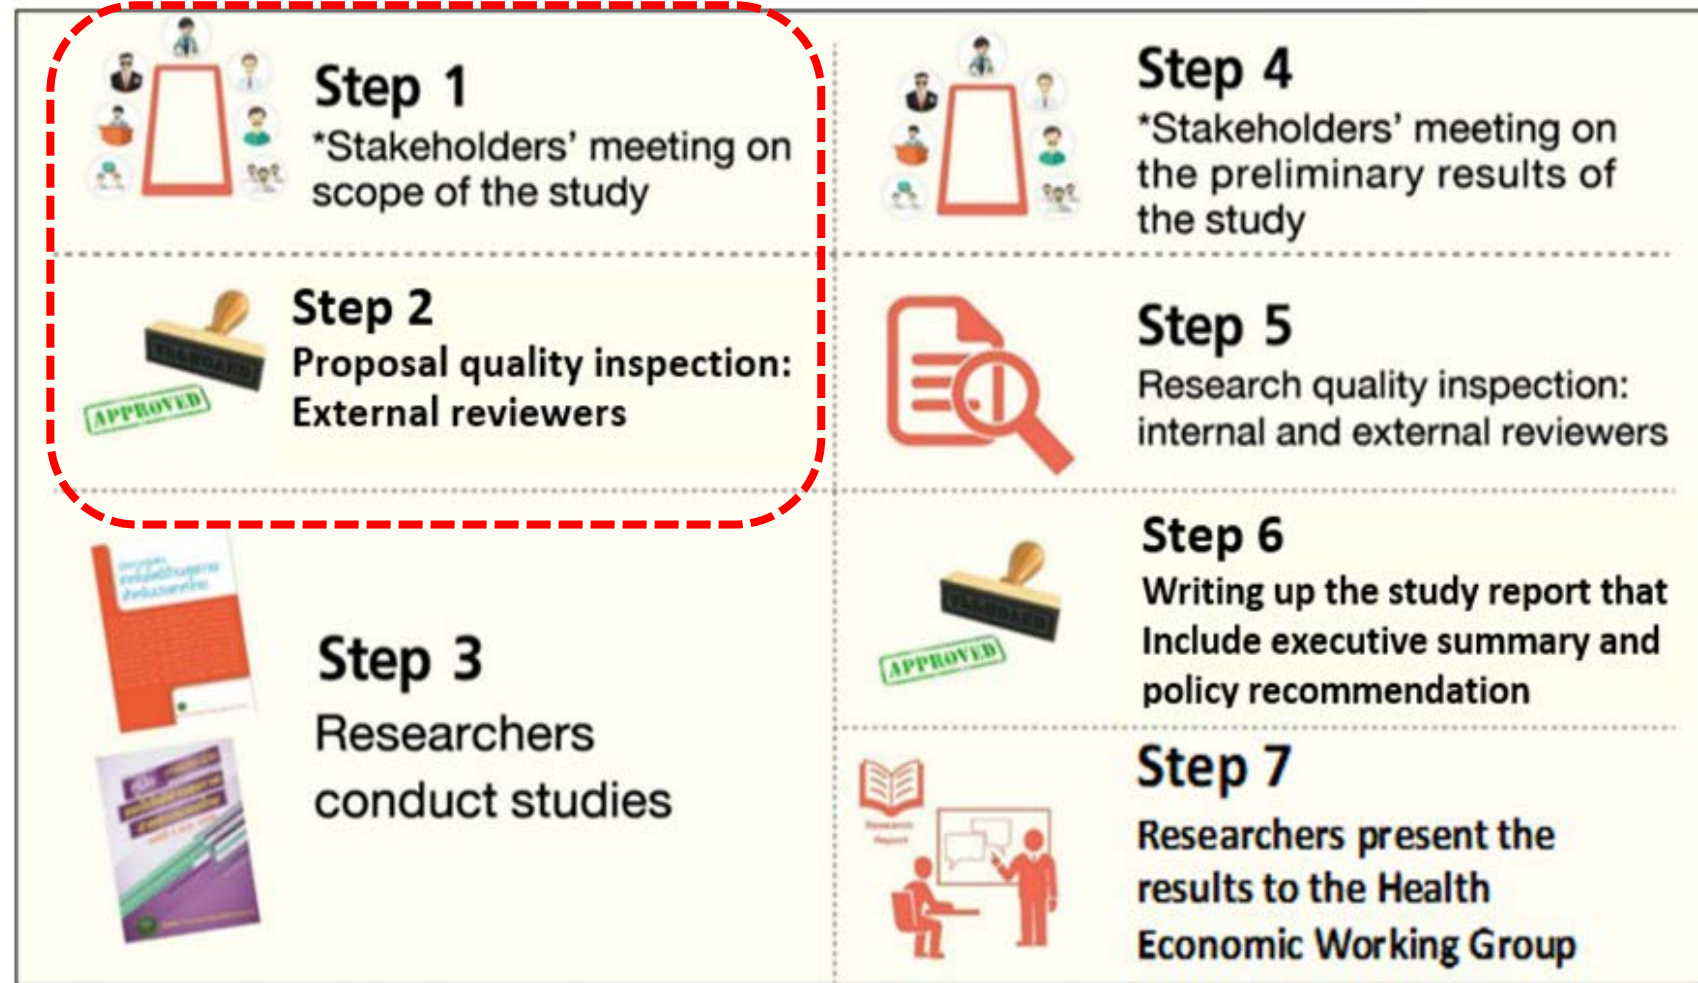 Step 1
*Stakeholders' meeting on
scope of the study
Step 2
Proposal quality inspection:
External reviewers
APPROVED
Step 3
Researchers
conduct studies
Step 4
*Stakeholders' meeting on
the preliminary results of
the study
Step 5
Research quality inspection:
internal and external reviewers
Step 6
Writing up the study report that
Include executive summary and
policy recommendation
APPROVED
Step 7
Researchers present the
results to the Health
Economic Working Group
Research
Report